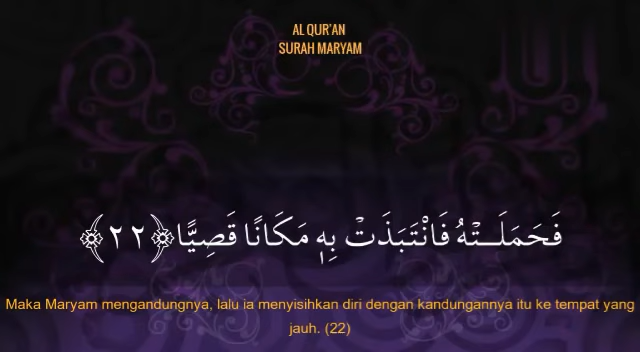 AL QUR'AN
SURAH MARYAM
فَحَمَلَـتْهُ فَانْتَبَذَتْ بِهٖ مَكَانًا قَصِيًّا﴿٢٢﴾
Maka Maryam mengandungnya, lalu ia menyisihkan diri dengan kandungannya itu ke tempat yang
jauh. (22)